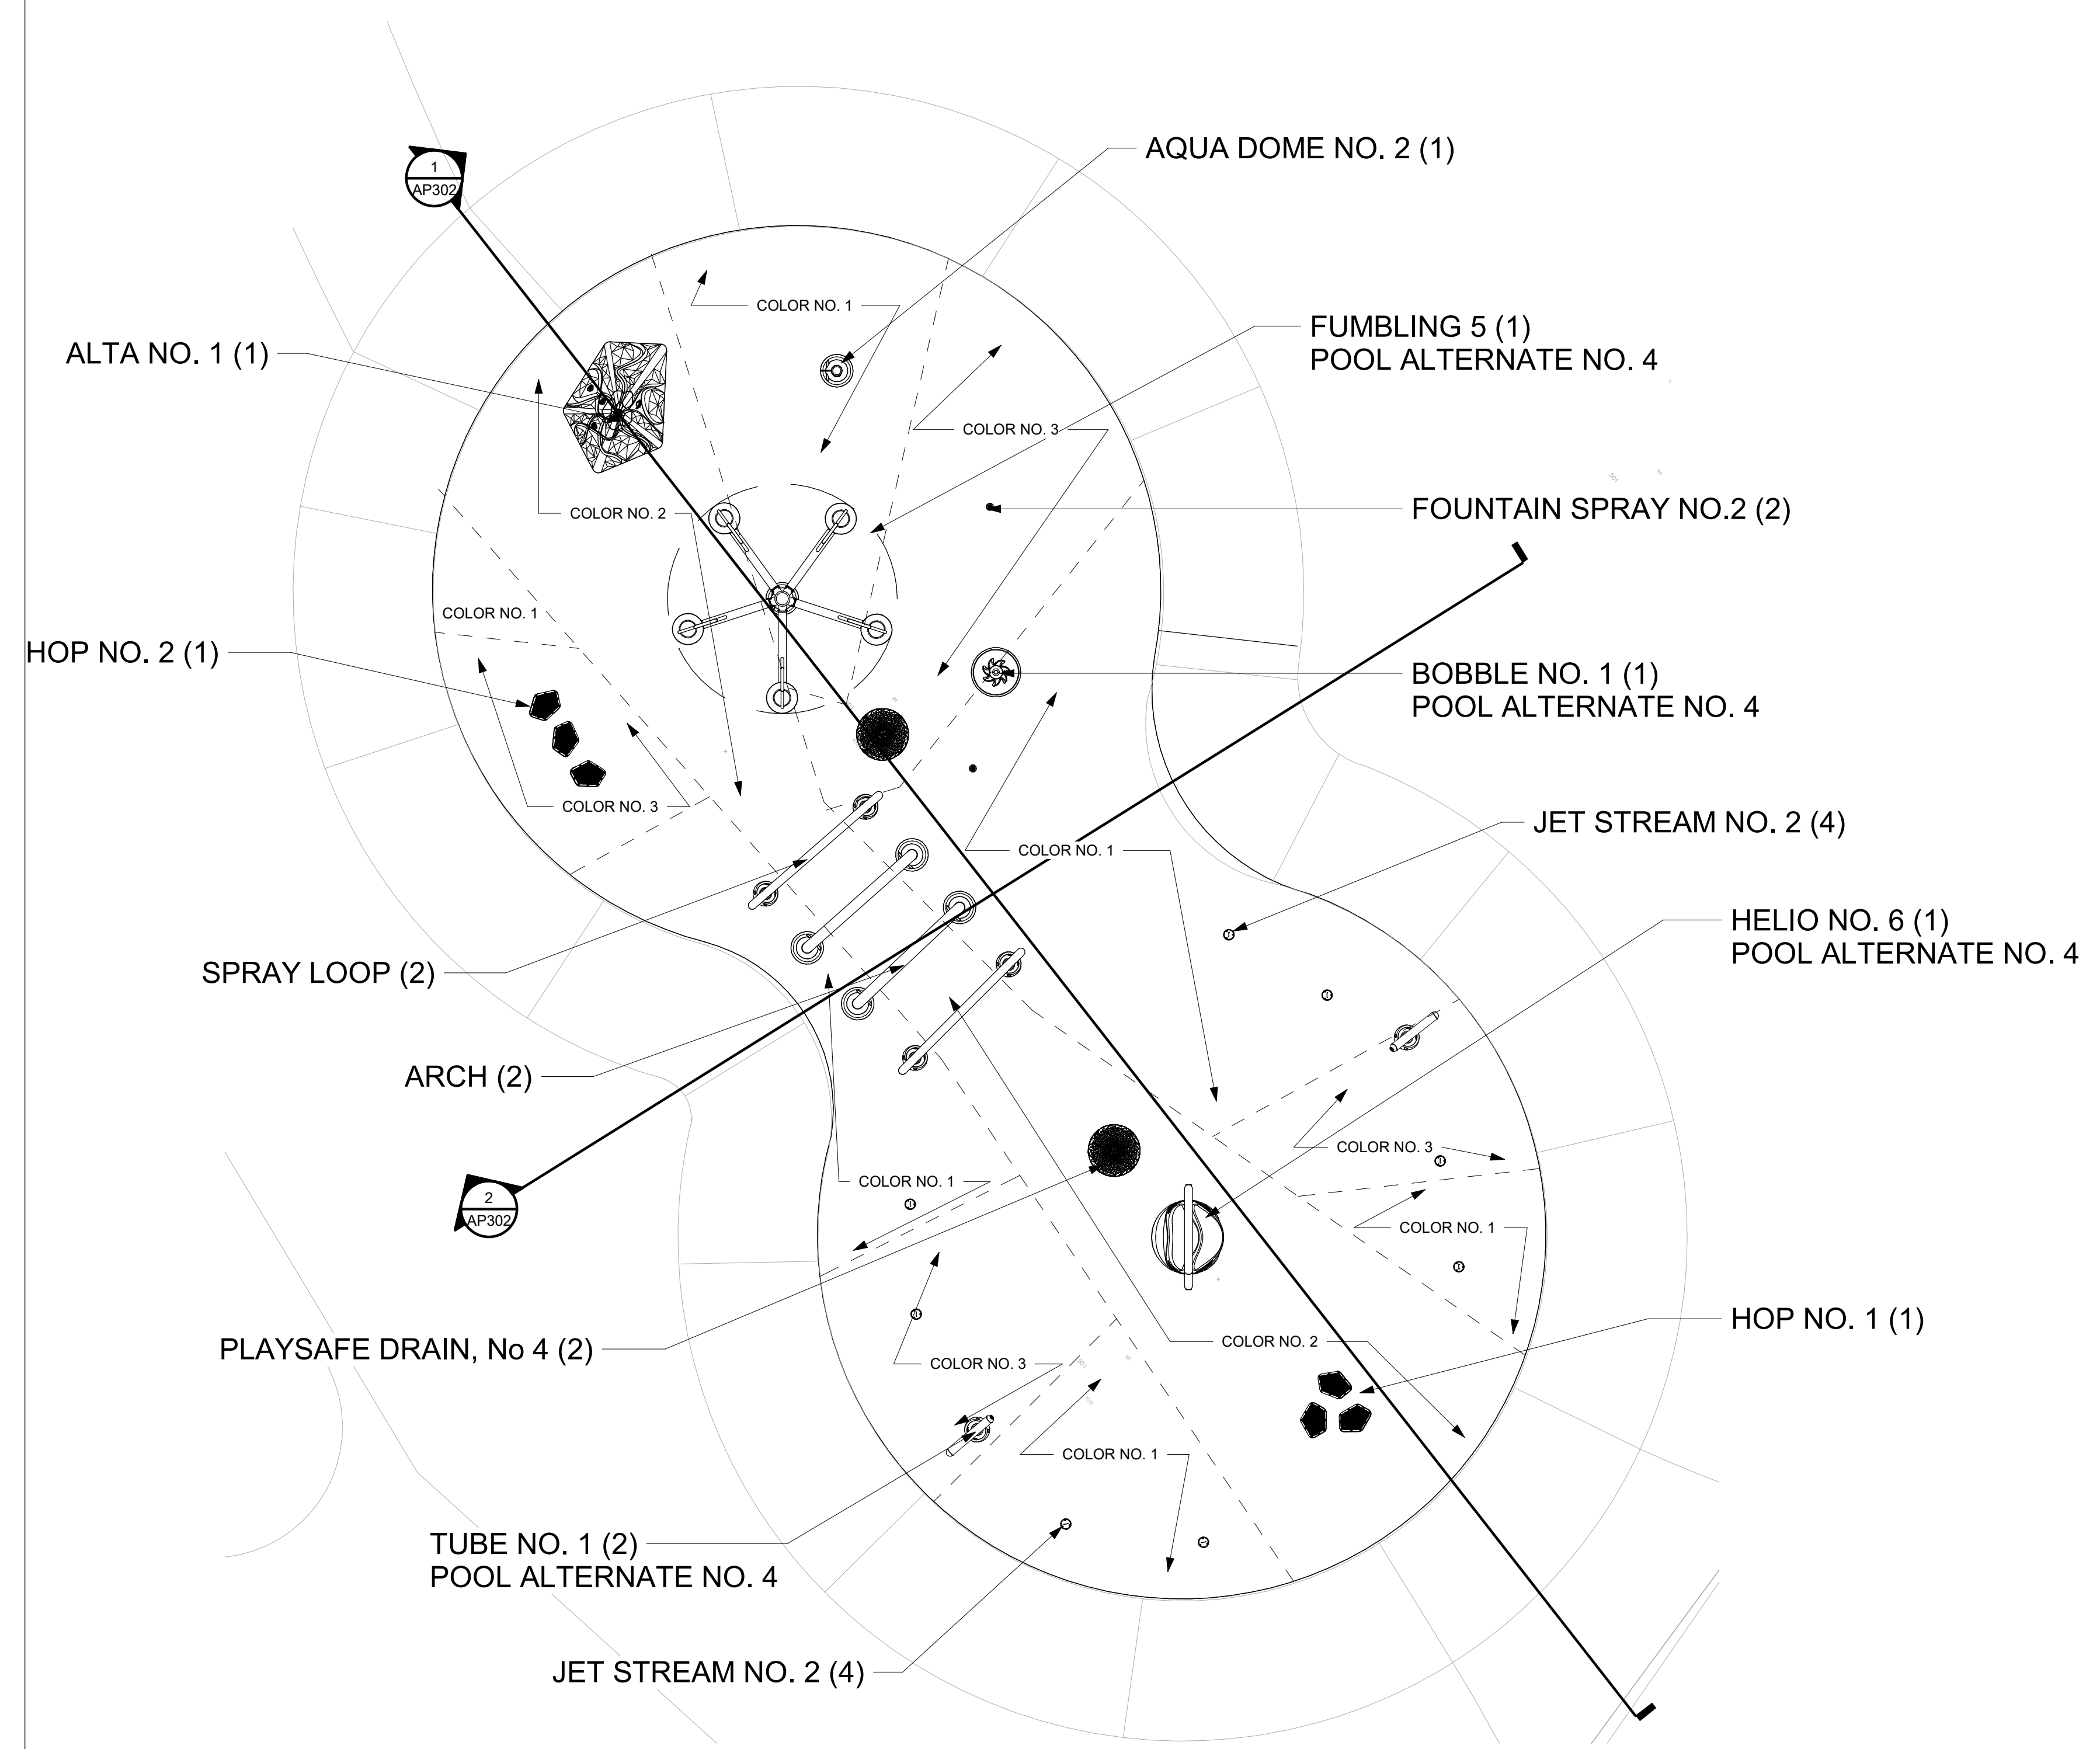 AQUA DOME NO. 2 (1)
1
AP302
COLOR NO. 1
FUMBLING 5 (1)
POOL ALTERNATE NO. 4
ALTA NO. 1 (1)
COLOR NO. 3
COLOR NO. 2
FOUNTAIN SPRAY NO.2 (2)
COLOR NO. 1
HOP NO. 2 (1)
BOBBLE NO. 1 (1)
POOL ALTERNATE NO. 4
COLOR NO. 3
JET STREAM NO. 2 (4)
COLOR NO. 1
HELIO NO. 6 (1)
POOL ALTERNATE NO. 4
SPRAY LOOP (2)
ARCH (2)
COLOR NO. 3
COLOR NO. 1
2
AP302
COLOR NO. 1
HOP NO. 1 (1)
PLAYSAFE DRAIN, No 4 (2)
COLOR NO. 2
COLOR NO. 3
COLOR NO. 1
TUBE NO. 1 (2)
POOL ALTERNATE NO. 4
JET STREAM NO. 2 (4)